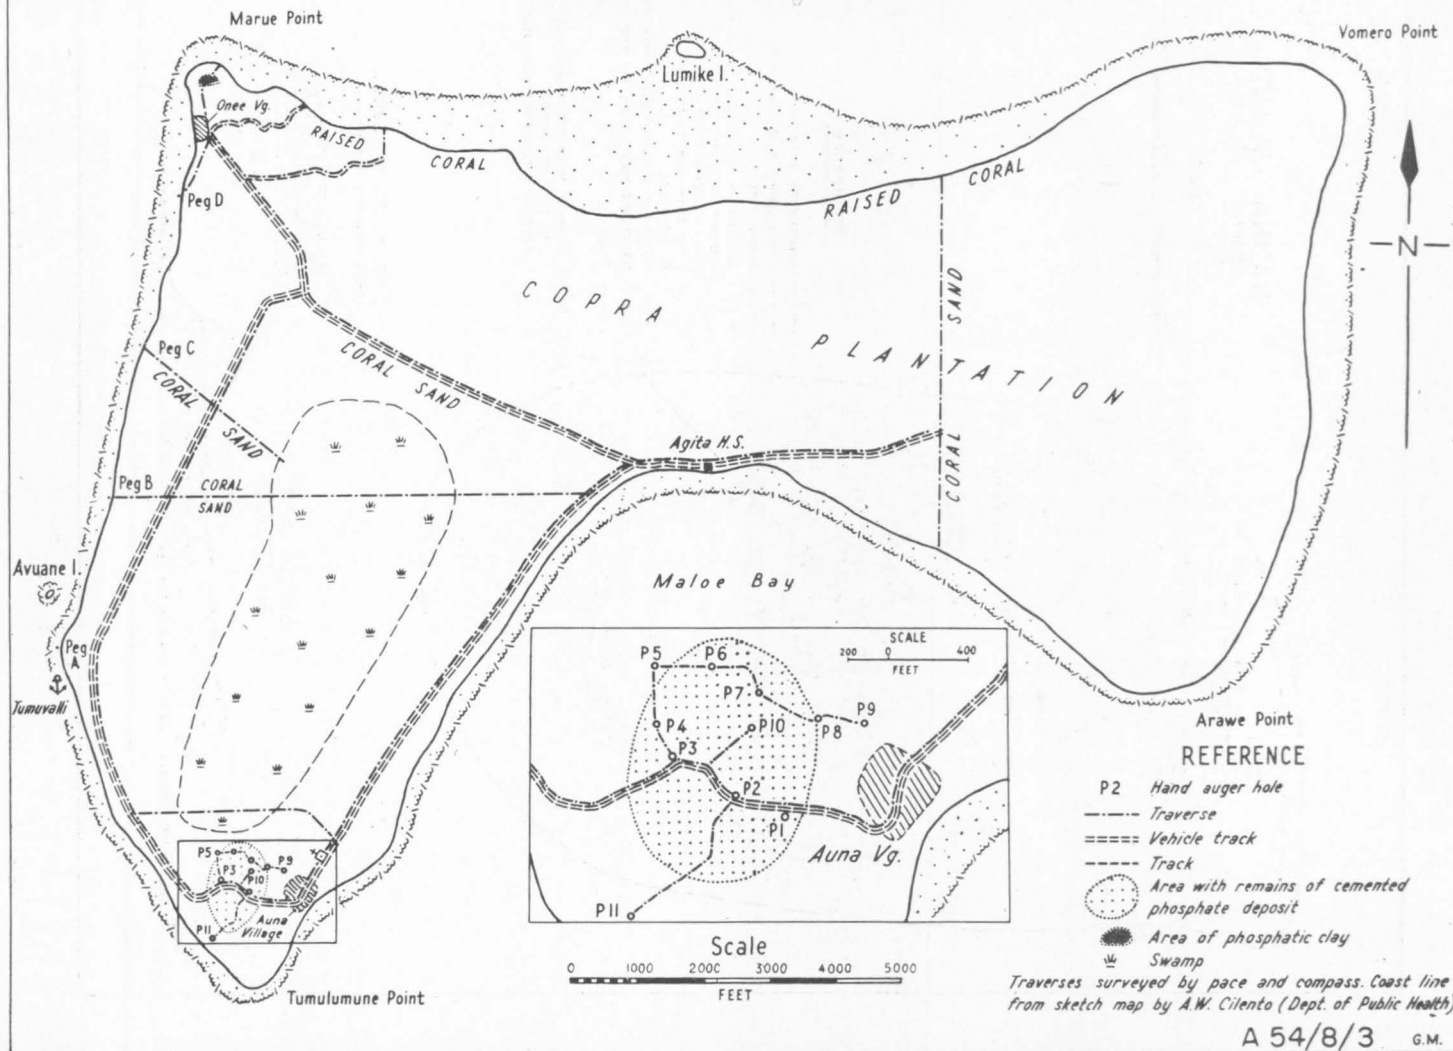 Marue Point
Vomero Point
Lumike I.
Onee Vg.
RAISED
CORAL
Peg D
RAISED
CORAL
N
COPRA
PLANTATION
SAND
CORAL
Peg C
CORAL
SAND
CORAL SAND
Agita H.S.
Peg B
CORAL
SAND
Avuane I.
Maloe Bay
Peg
A
Tumuvalli
SCALE
200 0 400
FEET
P5
P6
P7
P9
P4
P10
P8
P3
P2
P1
Auna Vg.
P11
Arawe Point
P5
P9
P3
P10
P11
Auna
Village
Tumulumune Point
Scale
0 1000 2000 3000 4000 5000
FEET
REFERENCE
P2 Hand auger hole
Traverse
Vehicle track
Track
Area with remains of cemented
phosphate deposit
Area of phosphatic clay
Swamp
Traverses surveyed by pace and compass. Coast line
from sketch map by A.W. Cilento (Dept. of Public Health)
A 54/8/3 G.M.